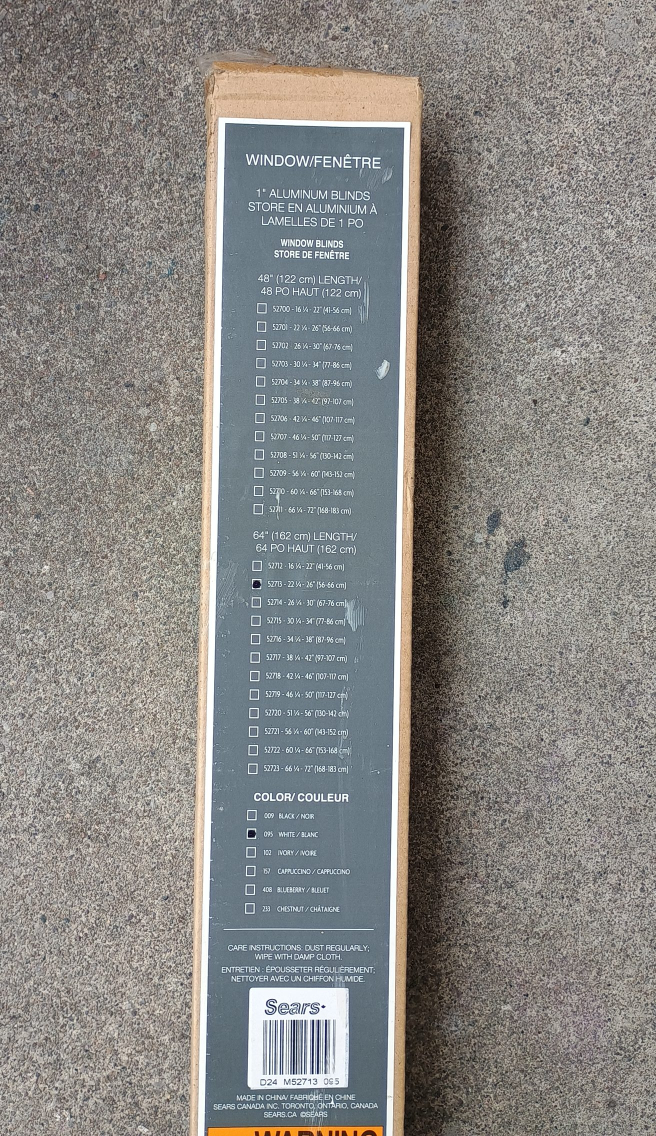 WINDOW/FENÊTRE
1" ALUMINUM BLINDS
STORE EN ALUMINIUM À
LAMELLES DE 1 PO
WINDOW BLINDS
STORE DE FENÊTRE
48" (122 cm) LENGTH/
48 PO HAUT (122 cm)
52700 - 16 ¼ - 22" (41-56 cm)
52701 - 22 ¼ - 26" (56-66 cm)
52702 - 26 ¼ - 30" (67-76 cm)
52703 - 30 ¼ - 34" (77-86 cm)
52704 - 34 ¼ - 38" (87-96 cm)
52705 - 38 ¼ - 42" (97-107 cm)
52706 - 42 ¼ - 46" (107-117 cm)
52707 - 46 ¼ - 50" (117-127 cm)
52708 - 51 ¼ - 56" (130-142 cm)
52709 - 56 ¼ - 60" (143-152 cm)
52710 - 60 ¼ - 66" (153-168 cm)
52711 - 66 ¼ - 72" (168-183 cm)
64" (162 cm) LENGTH/
64 PO HAUT (162 cm)
52712 - 16 ¼ - 22" (41-56 cm)
52713 - 22 ¼ - 26" (56-66 cm)
52714 - 26 ¼ - 30" (67-76 cm)
52715 - 30 ¼ - 34" (77-86 cm)
52716 - 34 ¼ - 38" (87-96 cm)
52717 - 38 ¼ - 42" (97-107 cm)
52718 - 42 ¼ - 46" (107-117 cm)
52719 - 46 ¼ - 50" (117-127 cm)
52720 - 51 ¼ - 56" (130-142 cm)
52721 - 56 ¼ - 60" (143-152 cm)
52722 - 60 ¼ - 66" (153-168 cm)
52723 - 66 ¼ - 72" (168-183 cm)
COLOR/ COULEUR
009 BLACK / NOIR
095 WHITE / BLANC
102 IVORY / IVOIRE
157 CAPPUCCINO / CAPPUCCINO
408 BLUEBERRY / BLEUET
233 CHESTNUT / CHÂTAIGNE
CARE INSTRUCTIONS: DUST REGULARLY;
WIPE WITH DAMP CLOTH.
ENTRETIEN : ÉPOUSSETER RÉGULIÈREMENT;
NETTOYER AVEC UN CHIFFON HUMIDE.
Sears
D24 M52713 095
MADE IN CHINA/ FABRIQUÉ EN CHINE
SEARS CANADA INC. TORONTO, ONTARIO, CANADA
SEARS.CA ©SEARS
WARNING